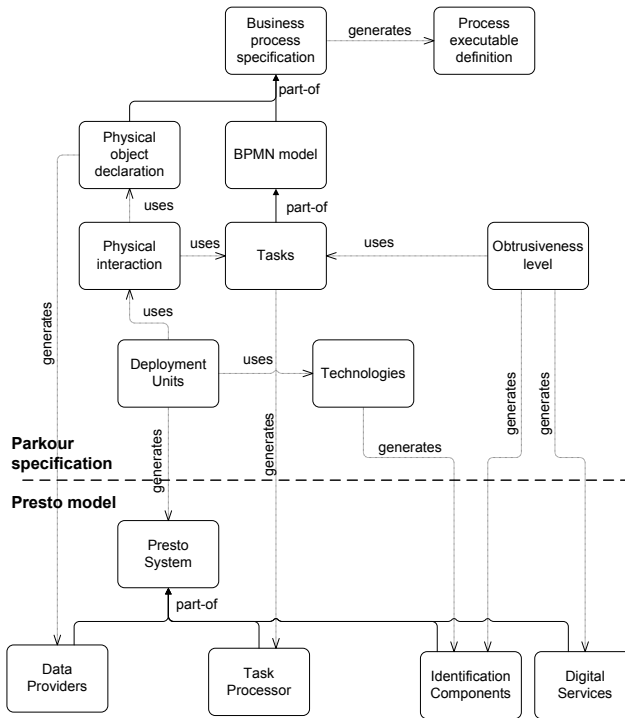 Business
process
specification
generates
Process
executable
definition
part-of
Physical
object
declaration
BPMN model
uses
part-of
Physical
interaction
uses
Tasks
uses
Obtrusiveness
level
generates
uses
Deployment
Units
uses
Technologies
generates
generates
generates
generates
generates
Parkour
specification
Presto model
Presto
System
part-of
Data
Providers
Task
Processor
Identification
Components
Digital
Services